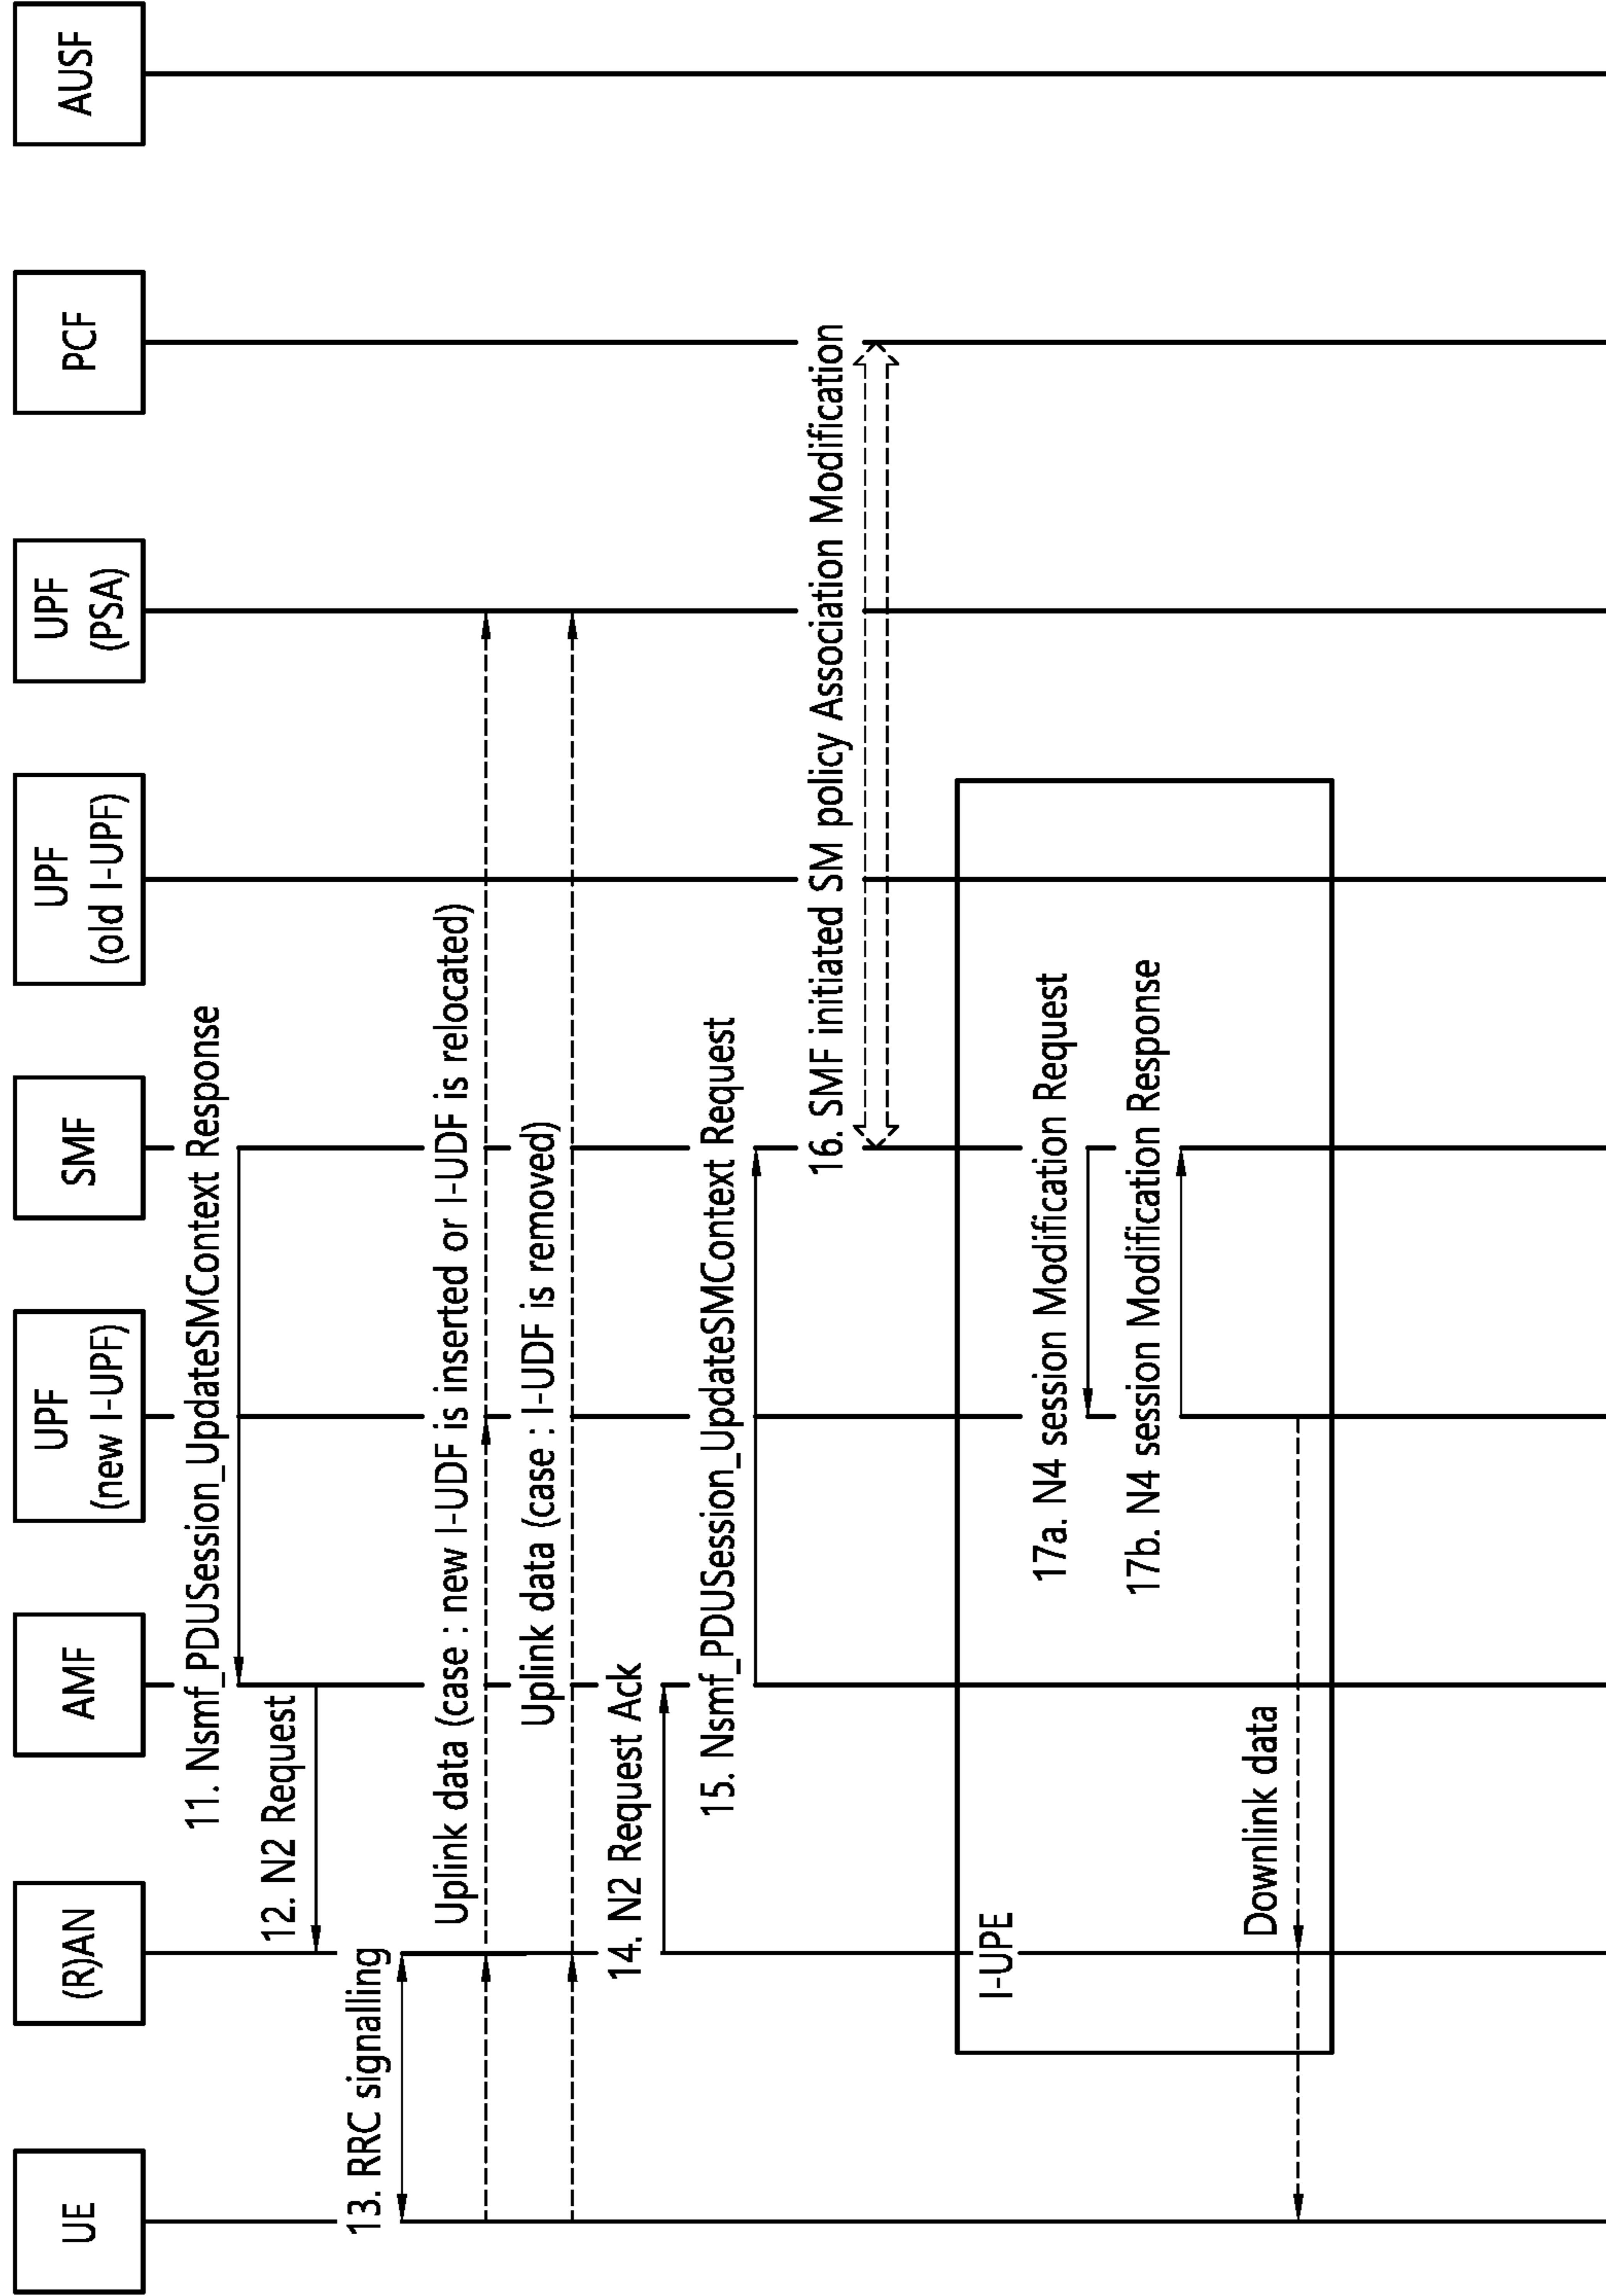 UE
(R)AN
AMF
UPF
(new I-UPF)
SMF
UPF
(old I-UPF)
UPF
(PSA)
PCF
AUSF
11. Nsmf_PDUSession_UpdateSMContext Response
12. N2 Request
13. RRC signalling
Uplink data (case : new I-UDF is inserted or I-UDF is relocated)
Uplink data (case : I-UDF is removed)
14. N2 Request Ack
15. Nsmf_PDUSession_UpdateSMContext Request
16. SMF initiated SM policy Association Modification
I-UPE
17a. N4 session Modification Request
17b. N4 session Modification Response
Downlink data